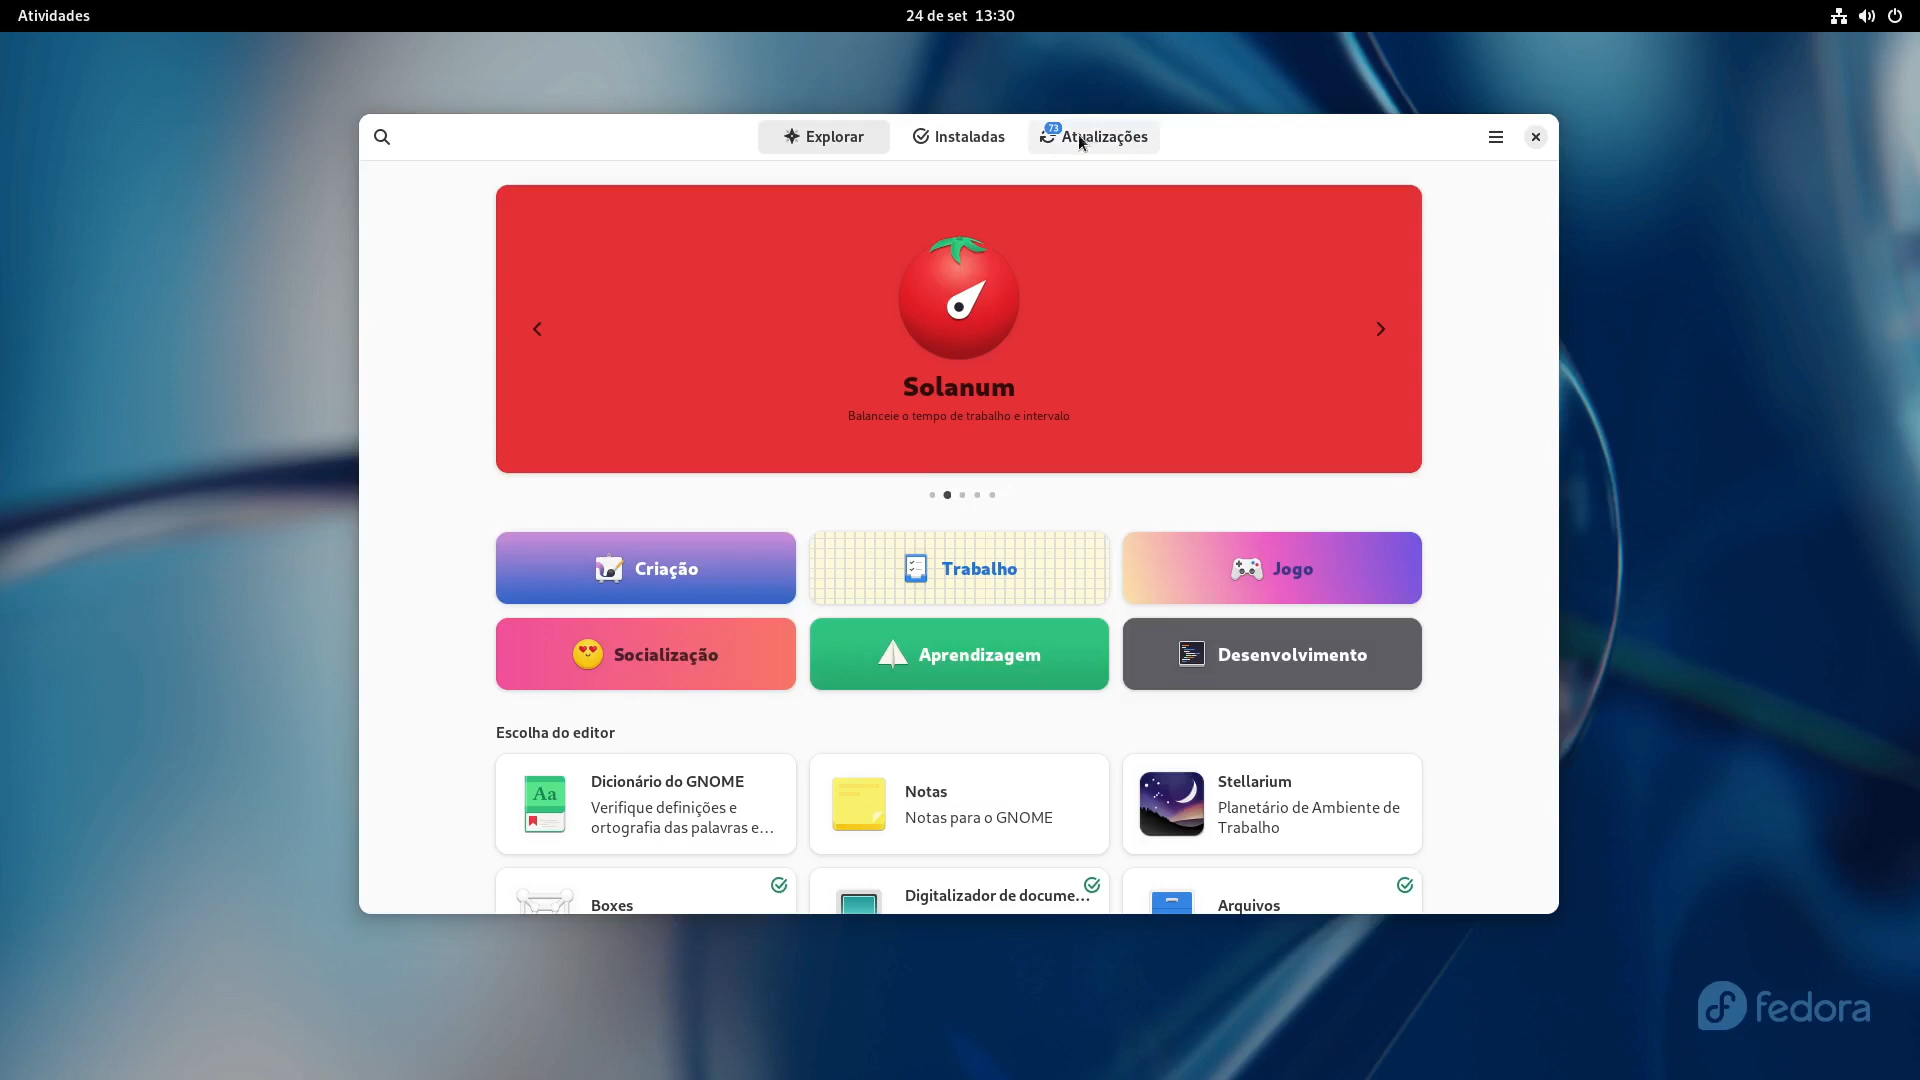 Atividades
24 de set 13:30
Explorar
Instaladas
73
Atualizações
Solanum
Balanceie o tempo de trabalho e intervalo
Criação
Trabalho
Jogo
Socialização
Aprendizagem
Desenvolvimento
Escolha do editor
Aa
Dicionário do GNOME
Verifique definições e
ortografia das palavras e…
Notas
Notas para o GNOME
Stellarium
Planetário de Ambiente de
Trabalho
Boxes
Digitalizador de docume…
Arquivos
fedora